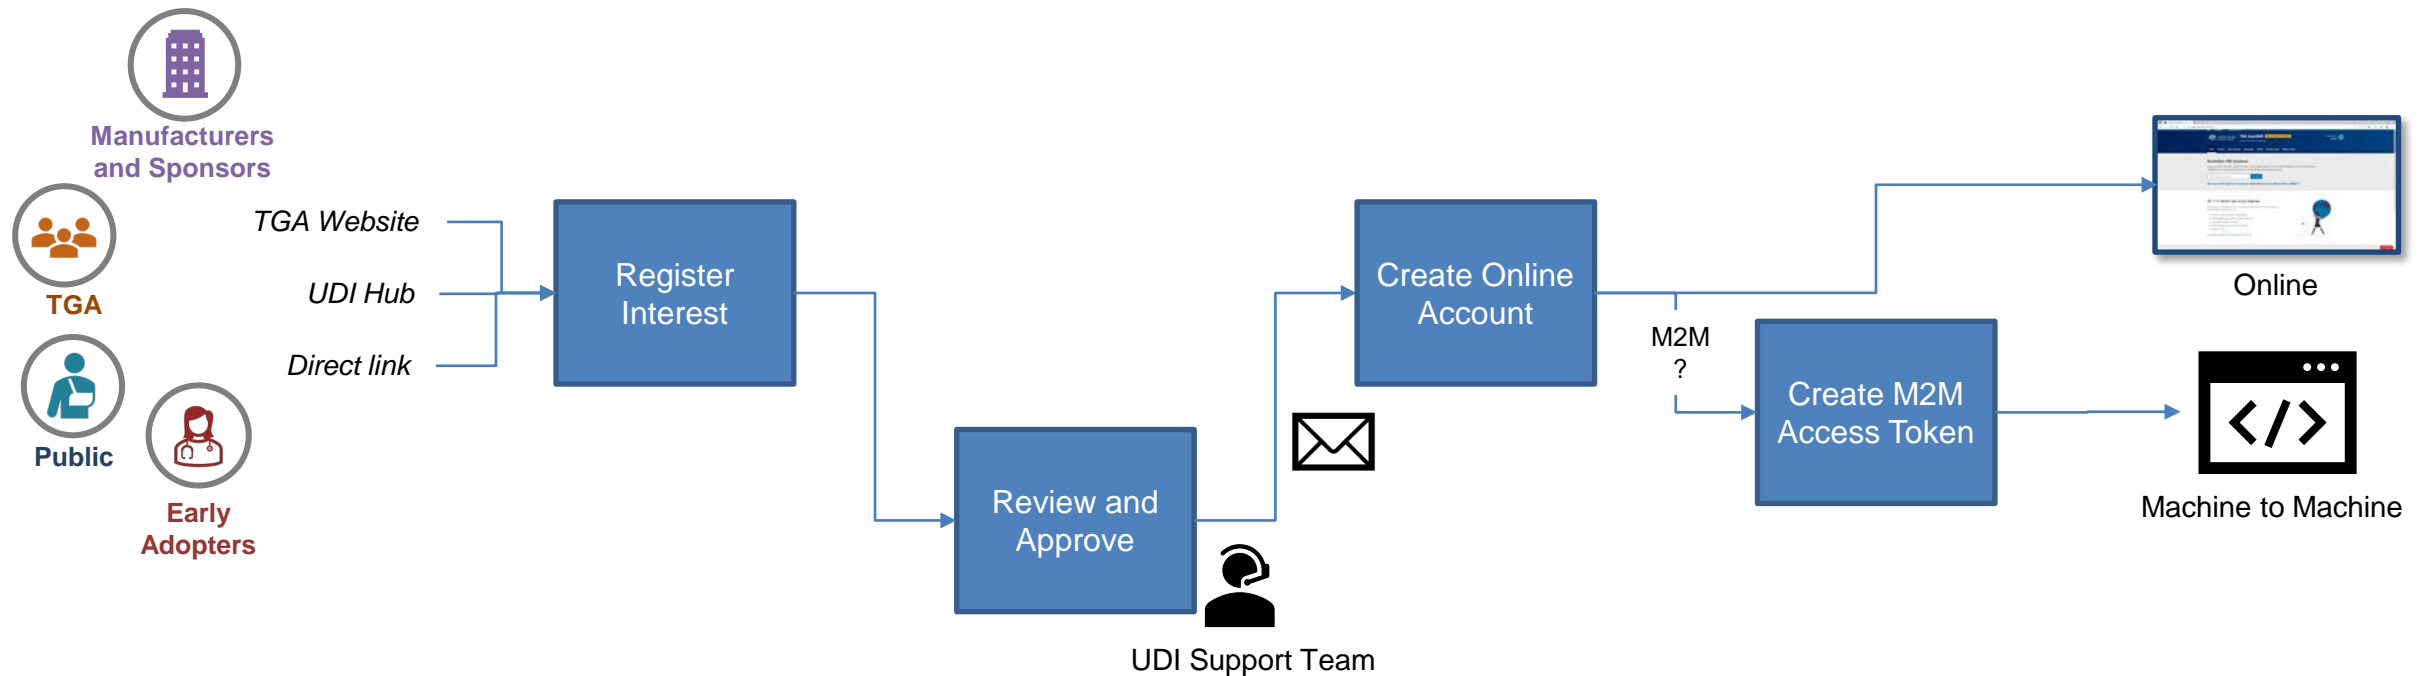 Manufacturers
and Sponsors
TGA
Public
Early
Adopters
TGA Website
UDI Hub
Direct link
Register
Interest
Review and
Approve
UDI Support Team
Create Online
Account
M2M
?
Create M2M
Access Token
Online
Machine to Machine